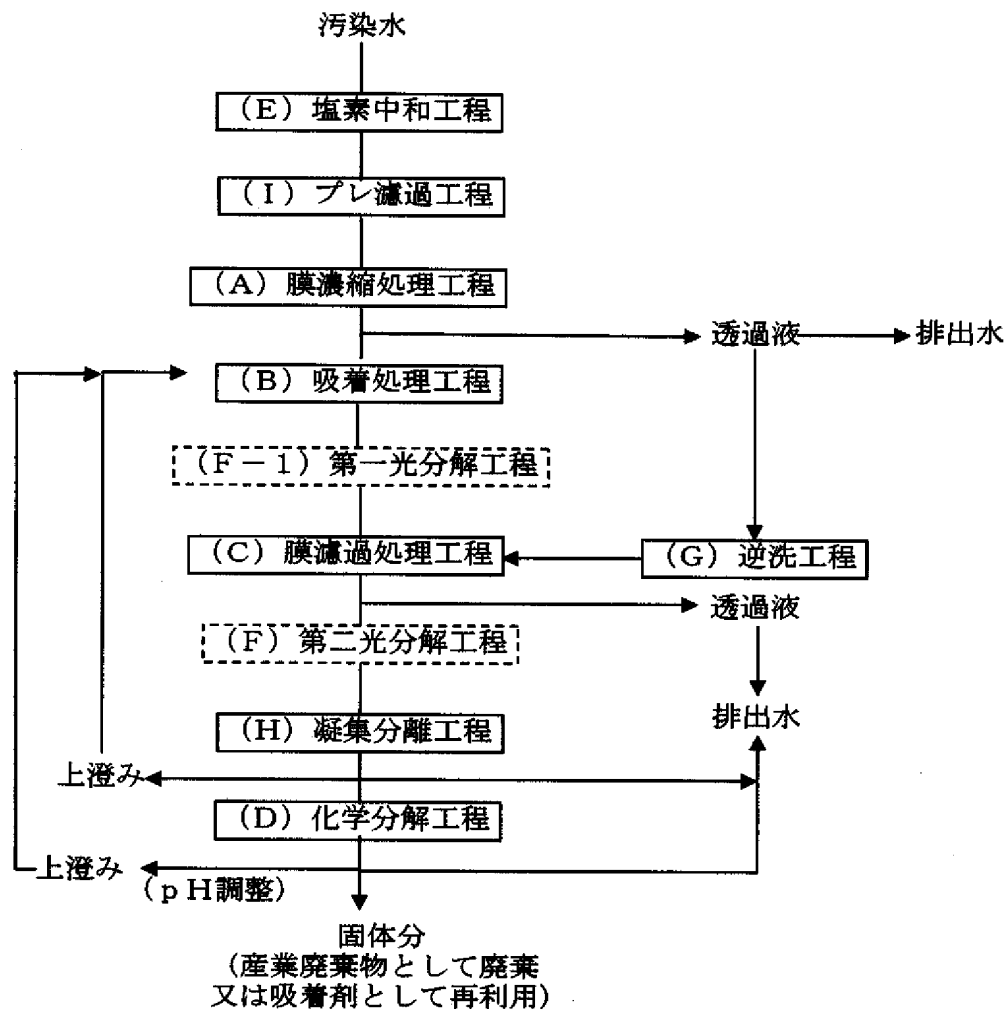 汚染水
(E)塩素中和工程
(I)プレ濾過工程
(A)膜濃縮処理工程
透過液
排出水
(B)吸着処理工程
(F-1)第一光分解工程
(C)膜濾過処理工程
(G)逆洗工程
透過液
(F)第二光分解工程
排出水
(H)凝集分離工程
上澄み
(D)化学分解工程
上澄み
(pH調整)
固体分
(産業廃棄物として廃棄
又は吸着剤として再利用)